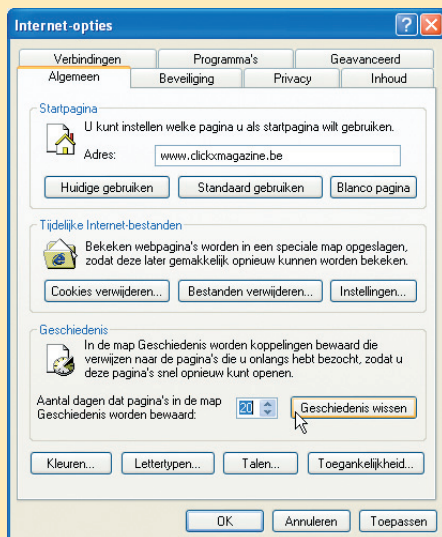 Internet-opties
Verbindingen Programma's Geavanceerd
Algemeen Beveiliging Privacy Inhoud
Startpagina
U kunt instellen welke pagina u als startpagina wilt gebruiken.
Adres: www.clickxmagazine.be
Huidige gebruiken Standaard gebruiken Blanco pagina
Tijdelijke Internet-bestanden
Bekeken webpagina's worden in een speciale map opgeslagen,
zodat deze later gemakkelijk opnieuw kunnen worden bekeken.
Cookies verwijderen... Bestanden verwijderen... Instellingen...
Geschiedenis
In de map Geschiedenis worden koppelingen bewaard die
verwijzen naar de pagina's die u onlangs hebt bezocht, zodat u
deze pagina's snel opnieuw kunt openen.
Aantal dagen dat pagina's in de map
Geschiedenis worden bewaard: 20 Geschiedenis wissen
Kleuren... Lettertypen... Talen... Toegankelijkheid...
OK Annuleren Toepassen